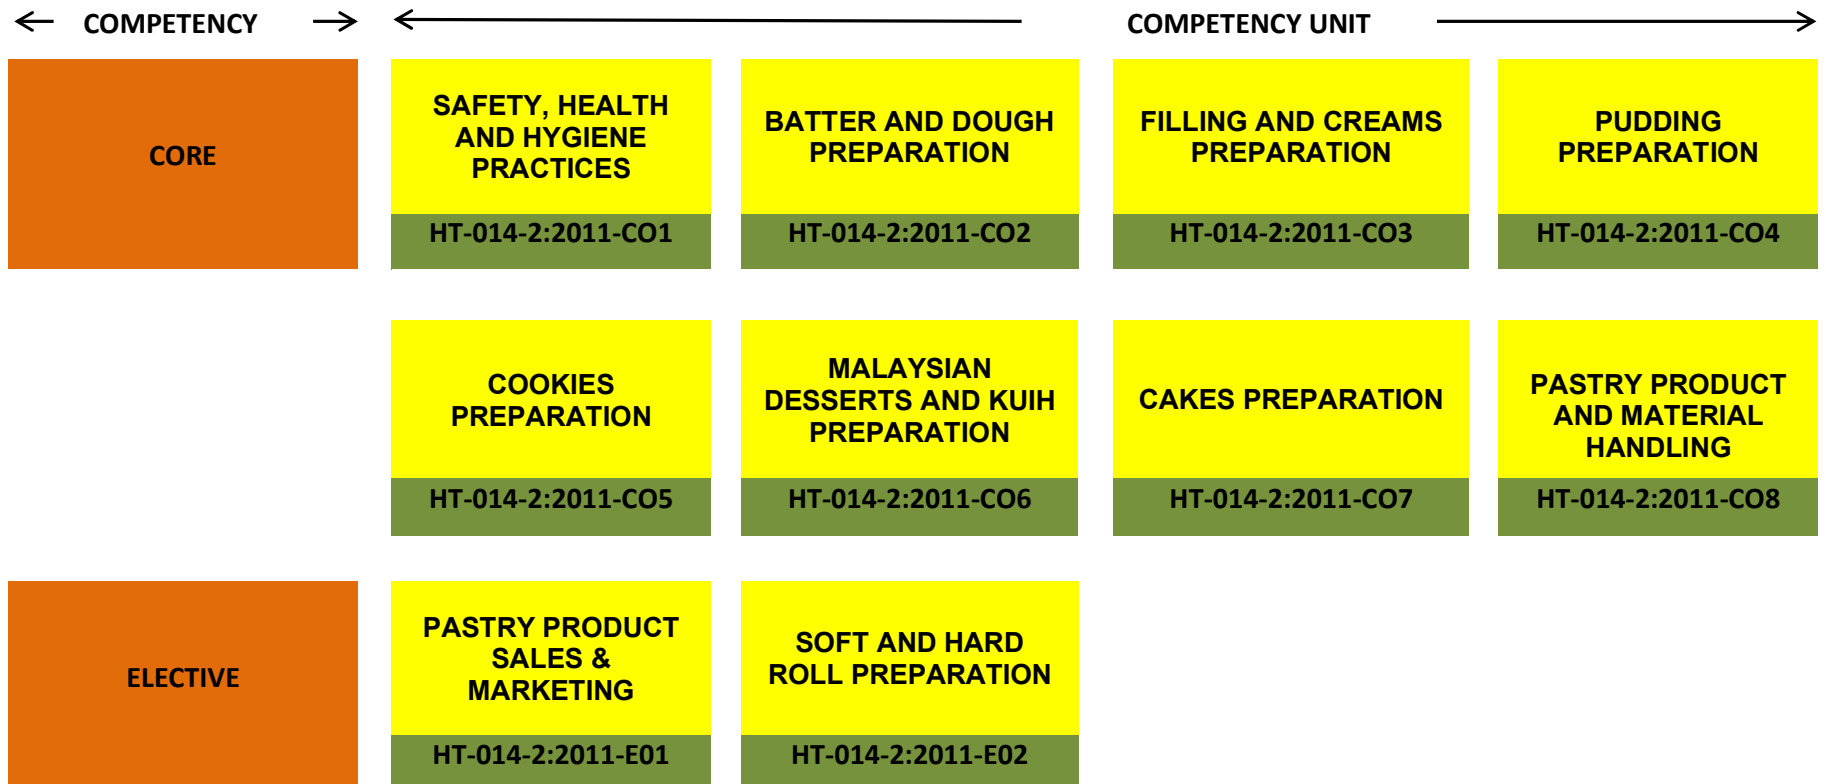 COMPETENCY
COMPETENCY UNIT
CORE
SAFETY, HEALTH
AND HYGIENE
PRACTICES
HT-014-2:2011-CO1
BATTER AND DOUGH
PREPARATION
HT-014-2:2011-CO2
FILLING AND CREAMS
PREPARATION
HT-014-2:2011-CO3
PUDDING
PREPARATION
HT-014-2:2011-CO4
COOKIES
PREPARATION
HT-014-2:2011-CO5
MALAYSIAN
DESSERTS AND KUIH
PREPARATION
HT-014-2:2011-CO6
CAKES PREPARATION
HT-014-2:2011-CO7
PASTRY PRODUCT
AND MATERIAL
HANDLING
HT-014-2:2011-CO8
ELECTIVE
PASTRY PRODUCT
SALES &
MARKETING
HT-014-2:2011-E01
SOFT AND HARD
ROLL PREPARATION
HT-014-2:2011-E02